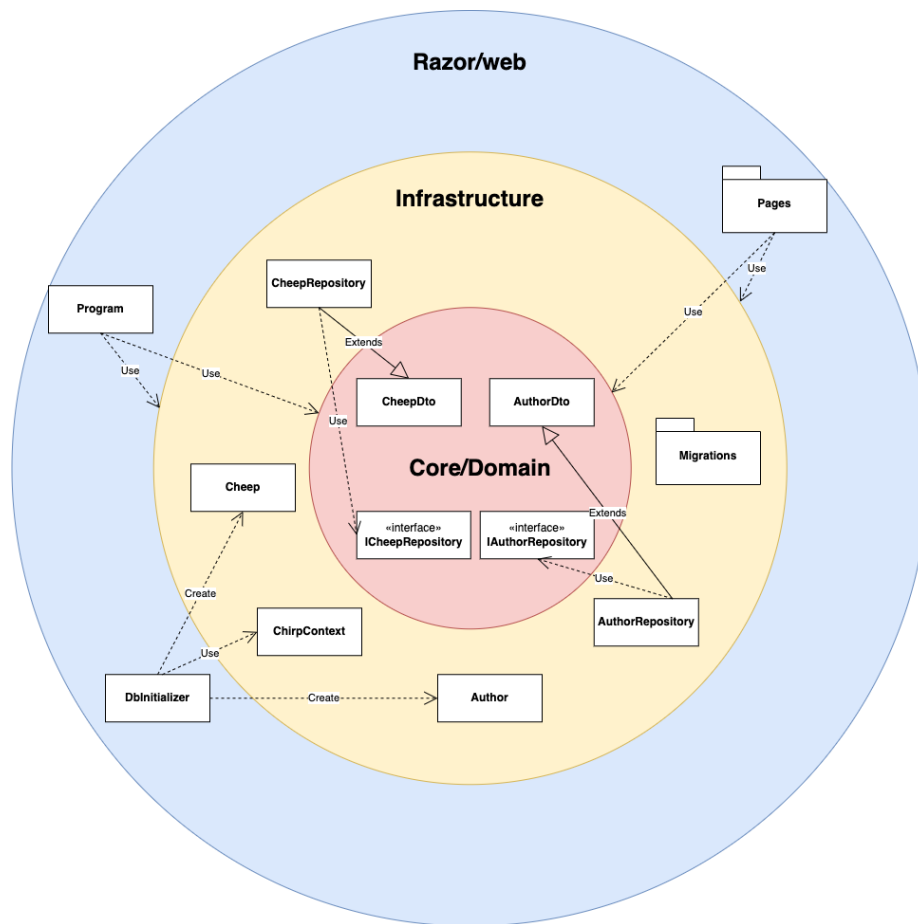 Razor/web
Infrastructure
Pages
Use
Use
CheepRepository
Program
Use
Use
Extends
Use
CheepDto
AuthorDto
Core/Domain
Migrations
Cheep
«interface»
ICheepRepository
«interface»
IAuthorRepository
Extends
Use
Create
ChirpContext
AuthorRepository
Use
DbInitializer
Create
Author